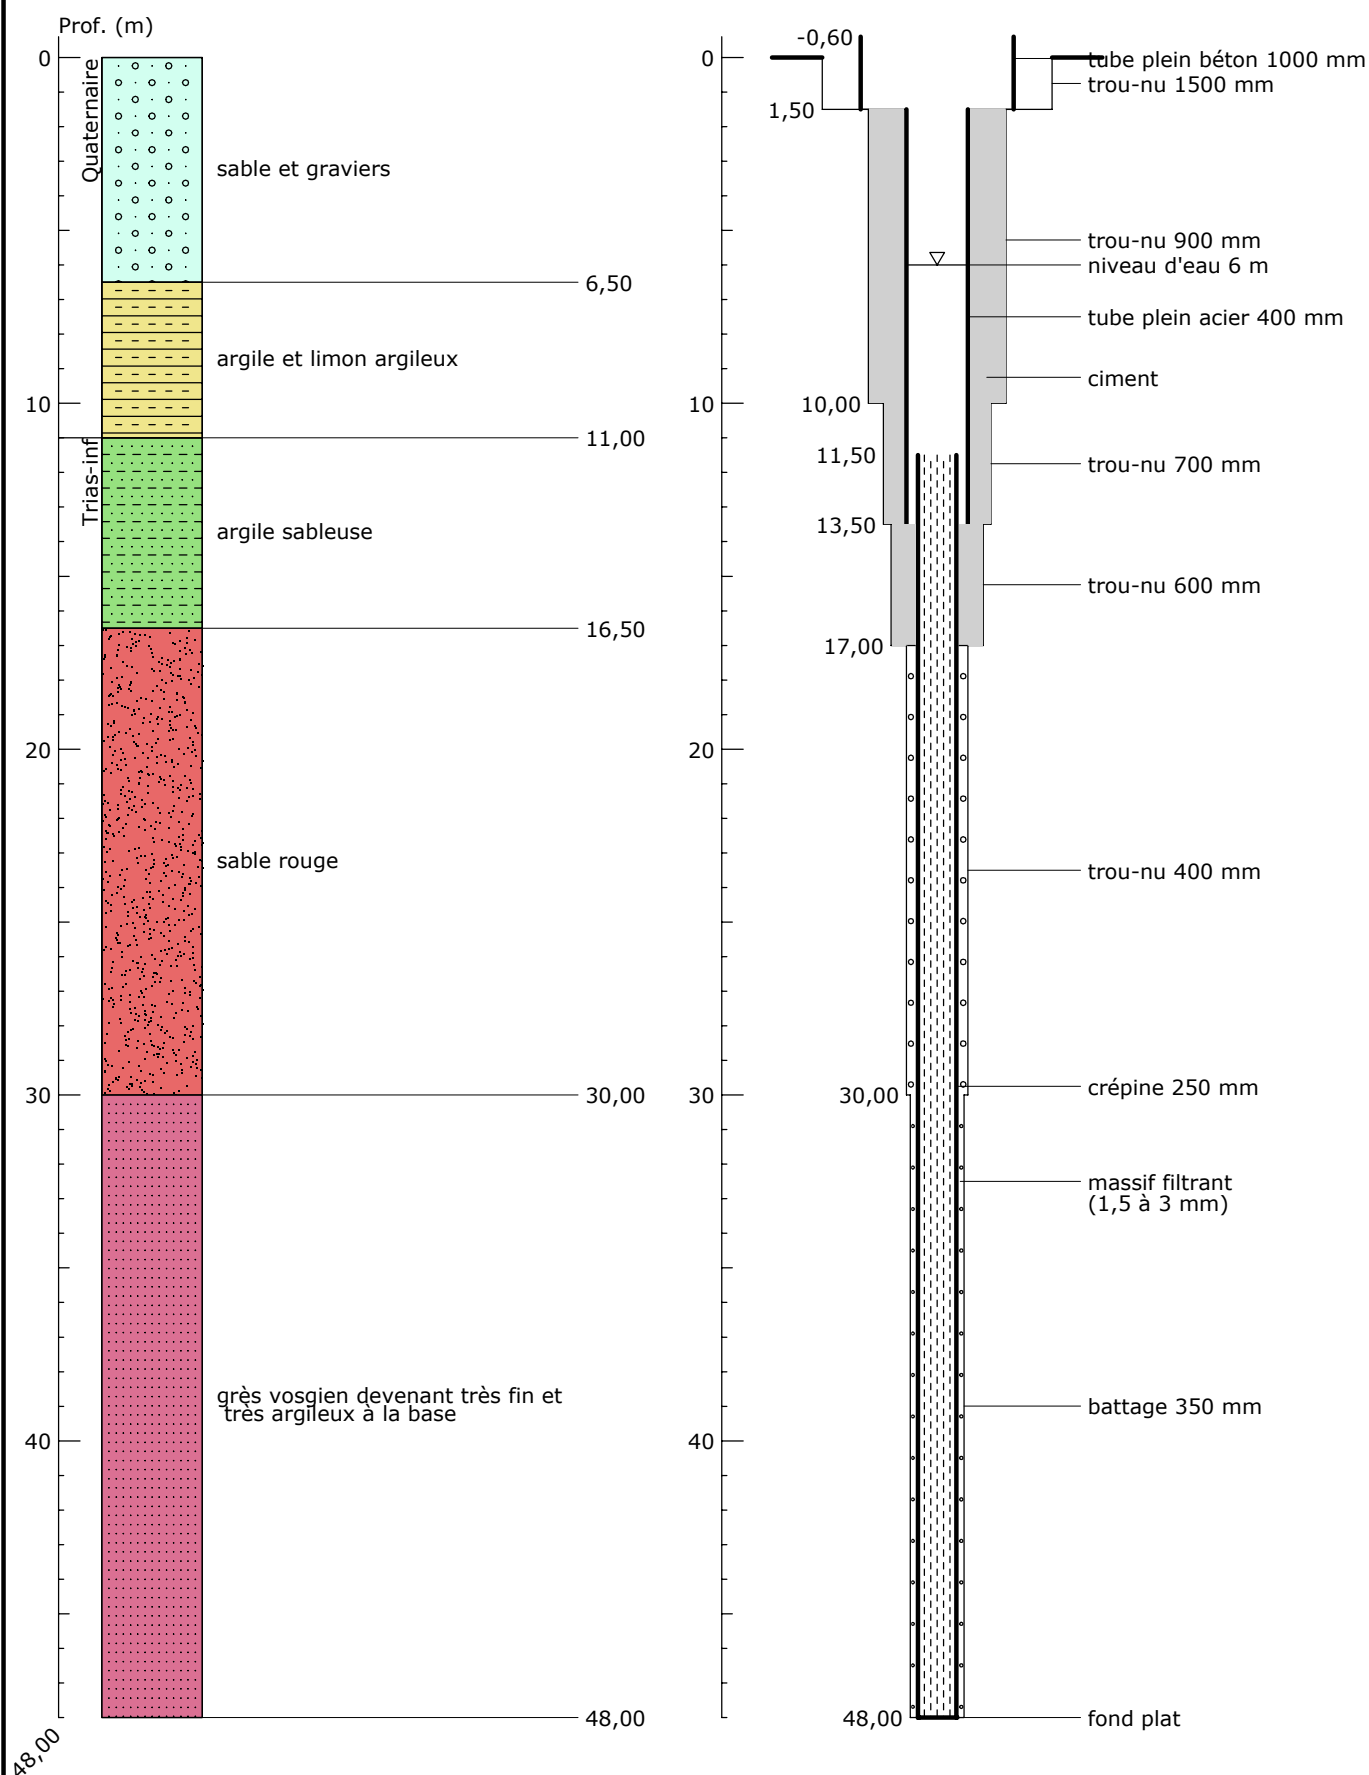 Prof. (m)
0
10
20
30
40
48,00
Quaternaire
Trias-inf
sable et graviers
6,50
argile et limon argileux
11,00
argile sableuse
16,50
sable rouge
30,00
grès vosgien devenant très fin et
très argileux à la base
48,00
0
10
20
30
40
-0,60
1,50
10,00
11,50
13,50
17,00
30,00
48,00
tube plein béton 1000 mm
trou-nu 1500 mm
trou-nu 900 mm
niveau d'eau 6 m
tube plein acier 400 mm
ciment
trou-nu 700 mm
trou-nu 600 mm
trou-nu 400 mm
crépine 250 mm
massif filtrant
(1,5 à 3 mm)
battage 350 mm
fond plat